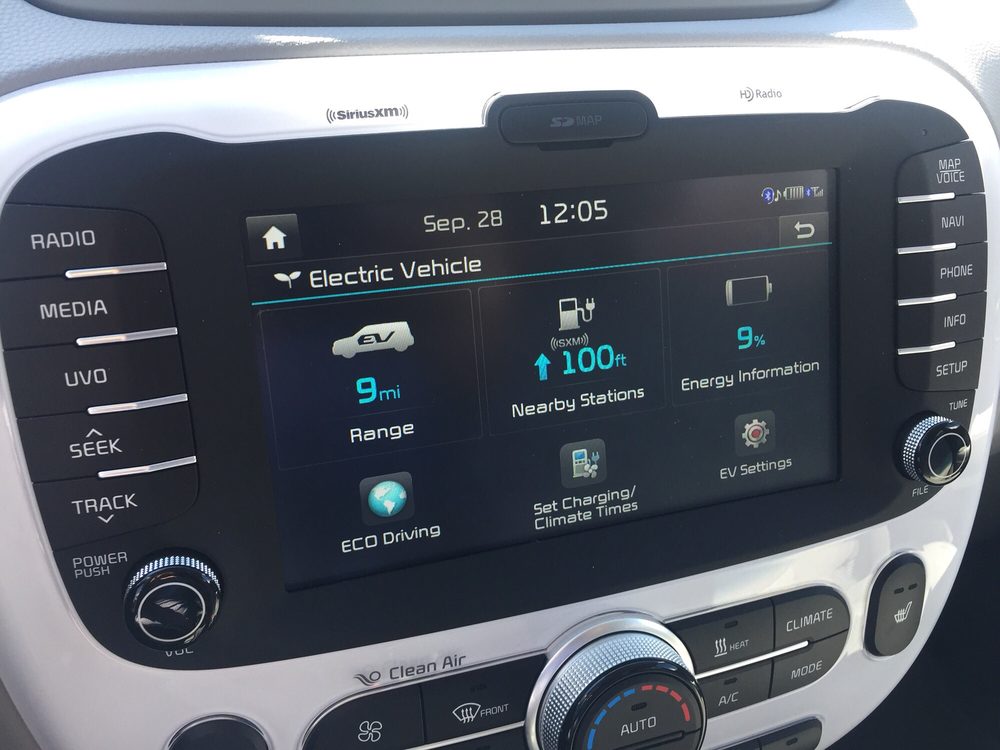 ((SiriusXM))
SD MAP
HD Radio
RADIO
MEDIA
UVO
SEEK
TRACK
POWER
PUSH
VOL
Sep. 28 12:05
Electric Vehicle
EV
9mi
Range
((SXM))
100ft
Nearby Stations
9%
Energy Information
ECO Driving
Set Charging/
Climate Times
EV Settings
MAP
VOICE
NAVI
PHONE
INFO
SETUP
TUNE
FILE
Clean Air
FRONT
AUTO
HEAT
A/C
CLIMATE
MODE